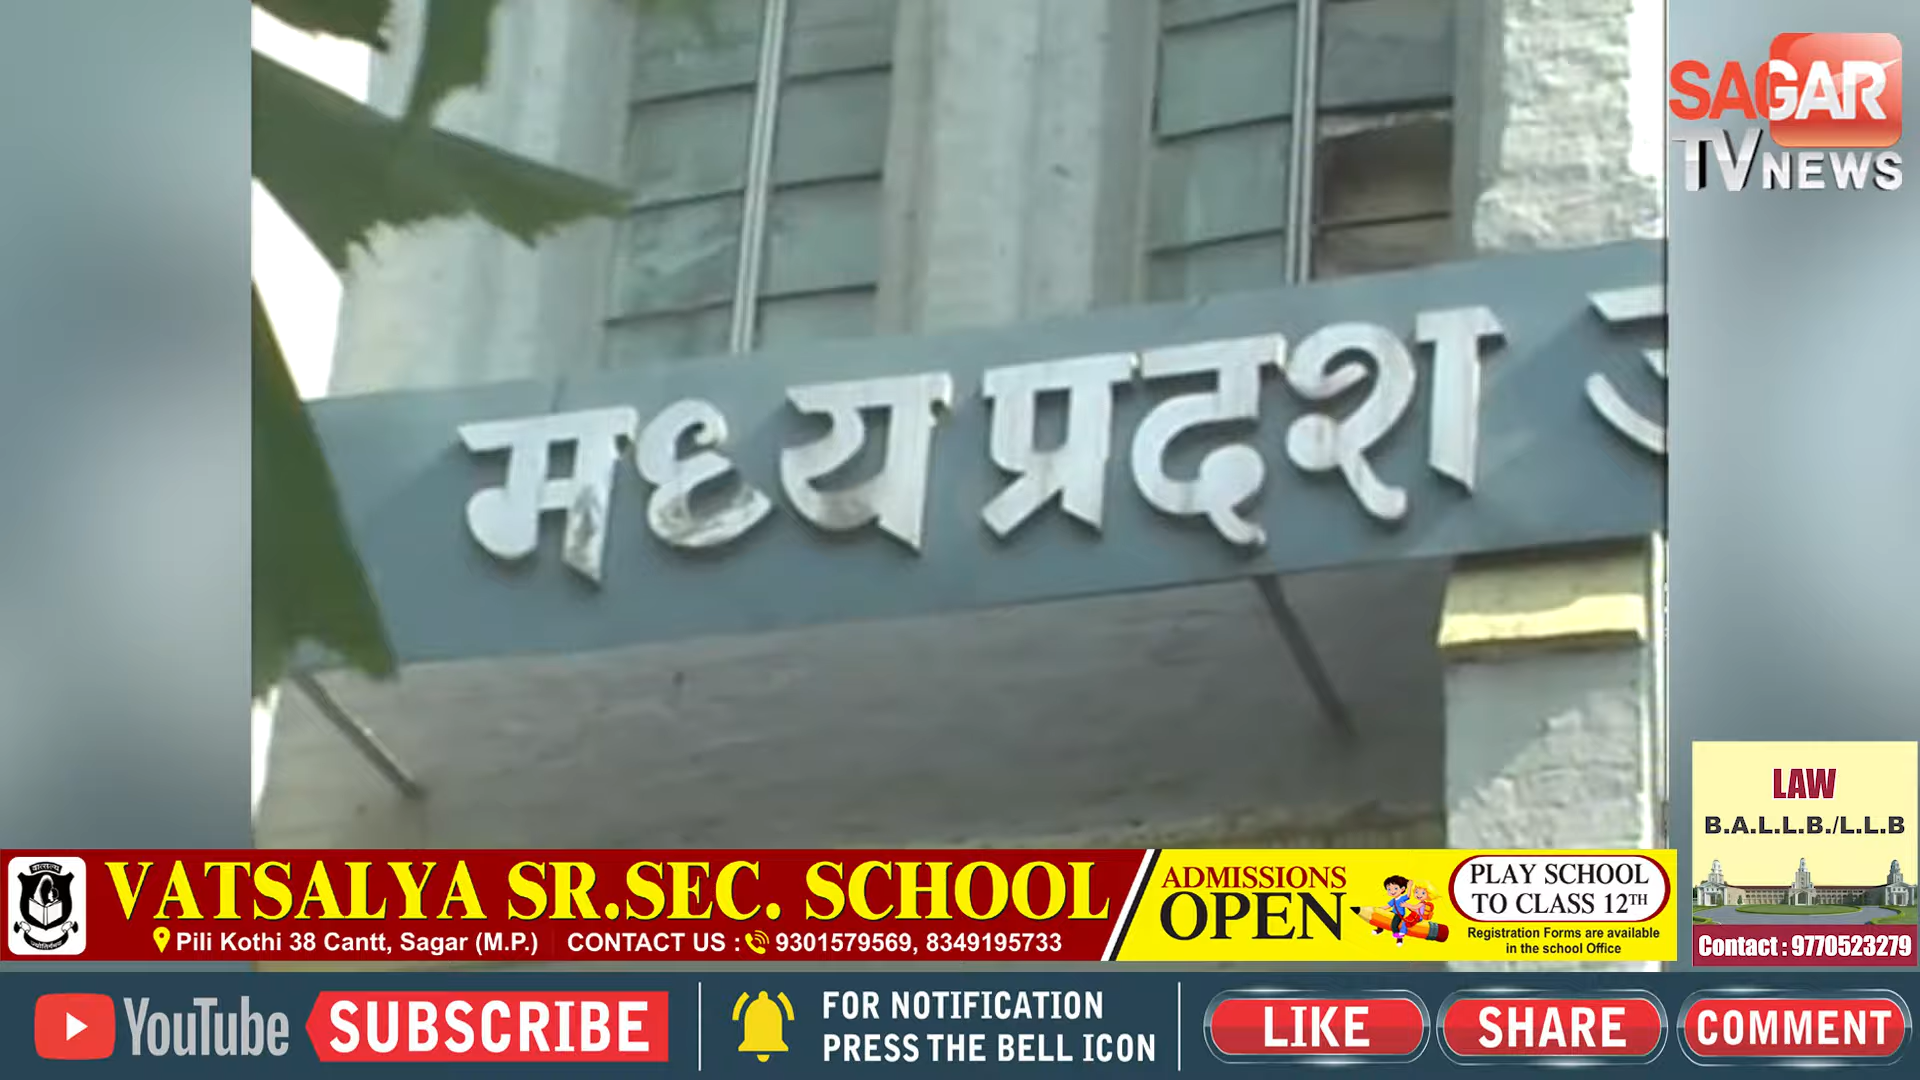 SAGAR
TV NEWS
मध्य प्रदश
LAW
B.A.L.L.B./L.L.B
Contact : 9770523279
VATSALYA SR.SEC. SCHOOL
Pili Kothi 38 Cantt, Sagar (M.P.) CONTACT US : 9301579569, 8349195733
ADMISSIONS
OPEN
PLAY SCHOOL
TO CLASS 12TH
Registration Forms are available
in the school Office
YouTube SUBSCRIBE
FOR NOTIFICATION
PRESS THE BELL ICON
LIKE SHARE COMMENT